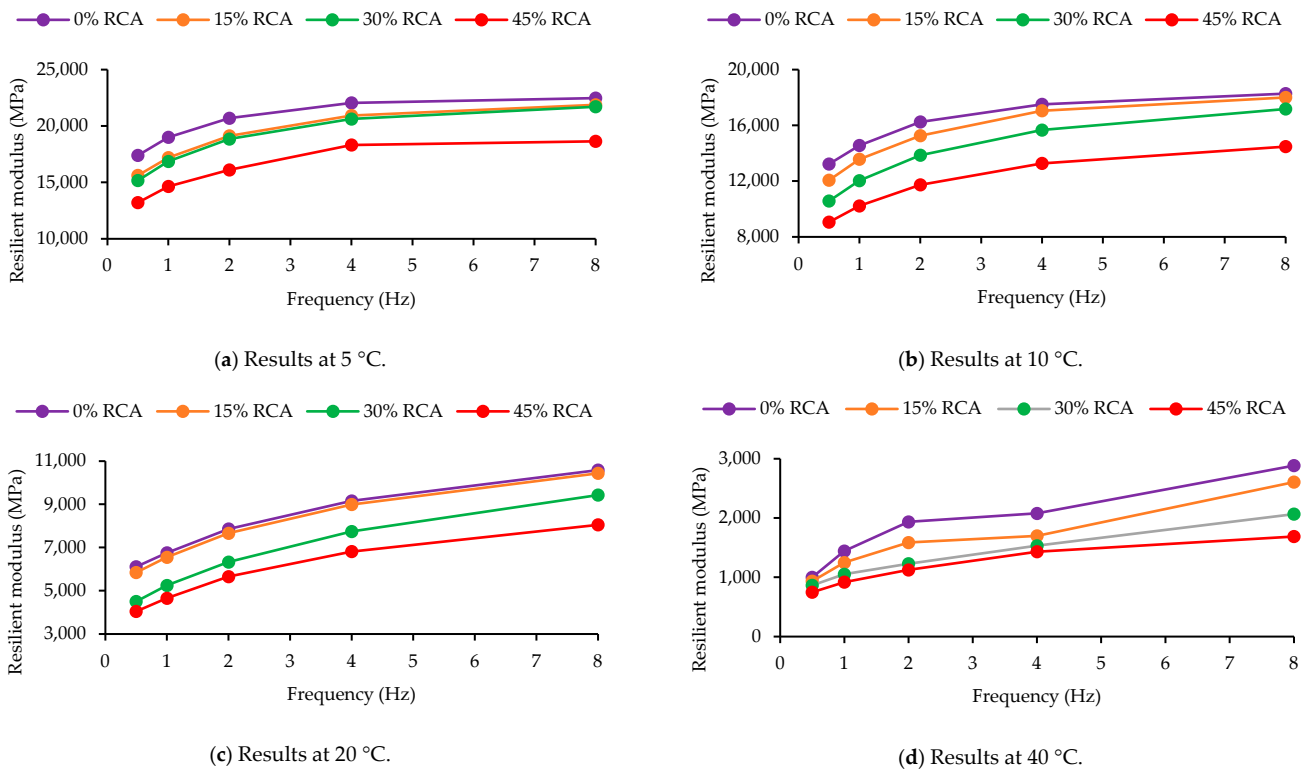 0% RCA 15% RCA 30% RCA 45% RCA
Resilient modulus (MPa)
25,000
20,000
15,000
10,000
0 1 2 3 4 5 6 7 8
Frequency (Hz)
(a) Results at 5 °C.
0% RCA 15% RCA 30% RCA 45% RCA
Resilient modulus (MPa)
20,000
16,000
12,000
8,000
0 1 2 3 4 5 6 7 8
Frequency (Hz)
(b) Results at 10 °C.
0% RCA 15% RCA 30% RCA 45% RCA
Resilient modulus (MPa)
11,000
9,000
7,000
5,000
3,000
0 1 2 3 4 5 6 7 8
Frequency (Hz)
(c) Results at 20 °C.
0% RCA 15% RCA 30% RCA 45% RCA
Resilient modulus (MPa)
3,000
2,000
1,000
0
0 1 2 3 4 5 6 7 8
Frequency (Hz)
(d) Results at 40 °C.